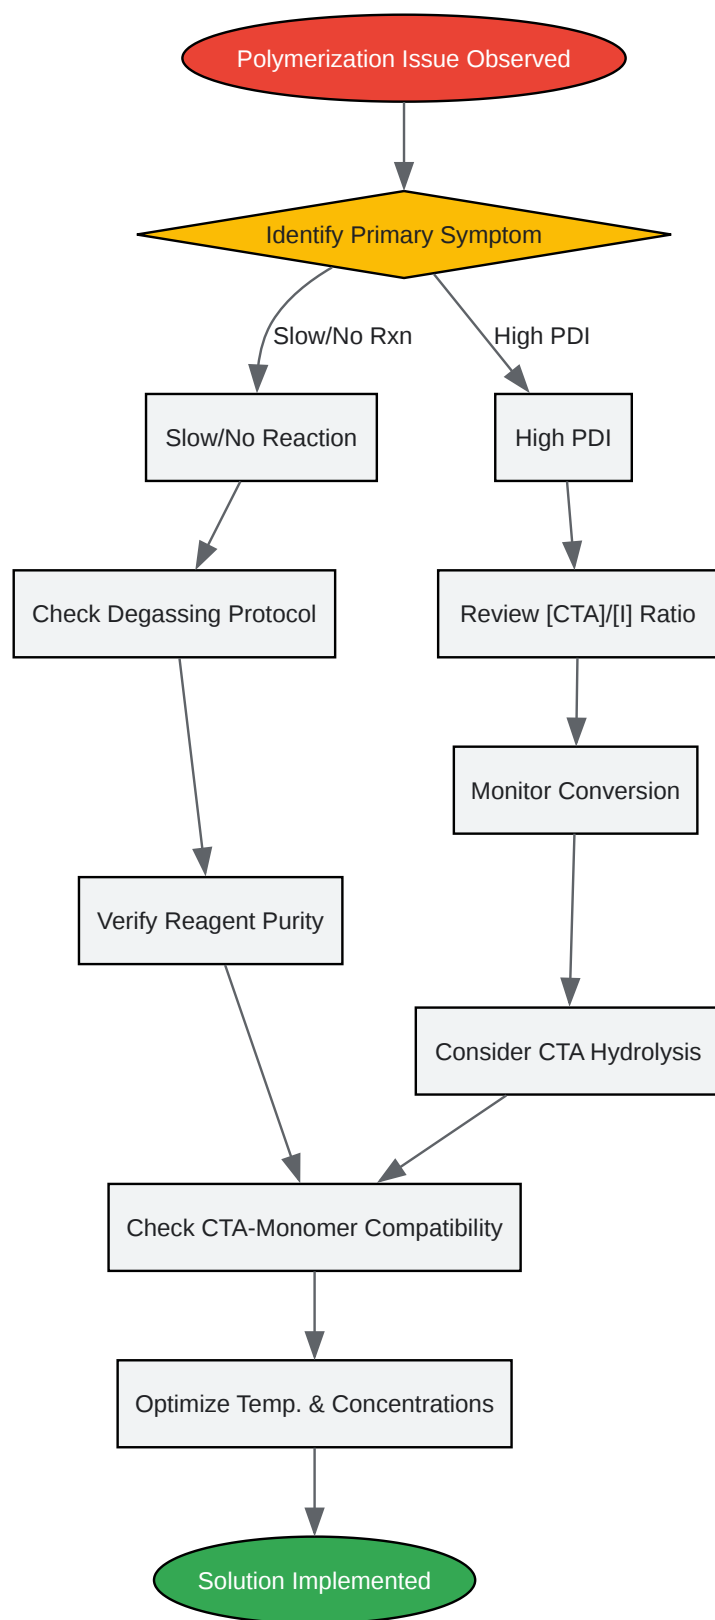 Polymerization Issue Observed
Identify Primary Symptom
Slow/No Rxn
High PDI
Slow/No Reaction
High PDI
Check Degassing Protocol
Review [CTA]/[I] Ratio
Monitor Conversion
Verify Reagent Purity
Consider CTA Hydrolysis
Check CTA-Monomer Compatibility
Optimize Temp. & Concentrations
Solution Implemented